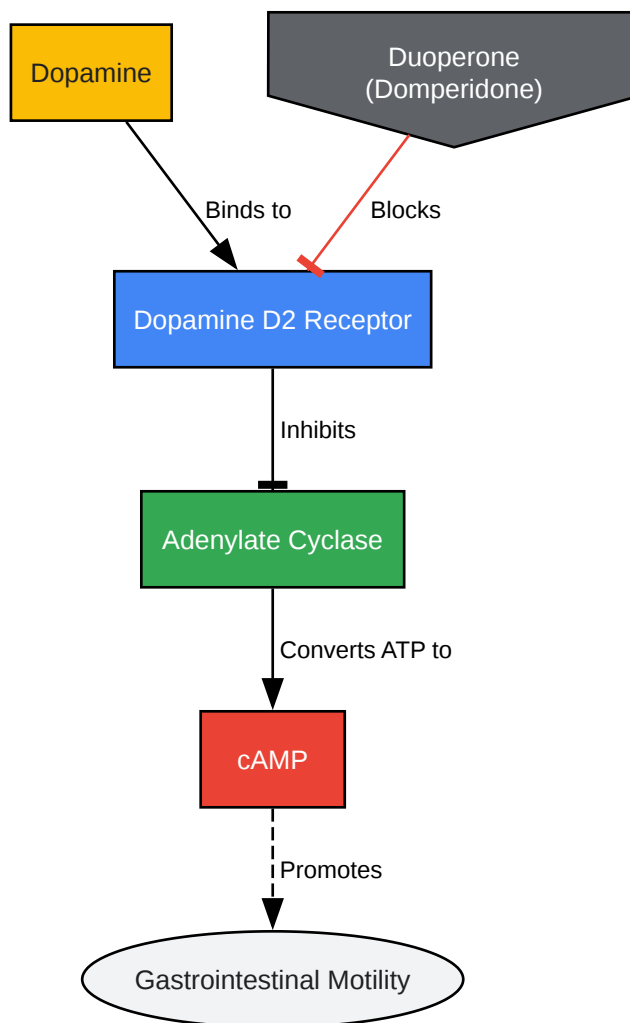 Dopamine
Duoperone
(Domperidone)
Binds to
Blocks
Dopamine D2 Receptor
Inhibits
Adenylate Cyclase
Converts ATP to
cAMP
Promotes
Gastrointestinal Motility